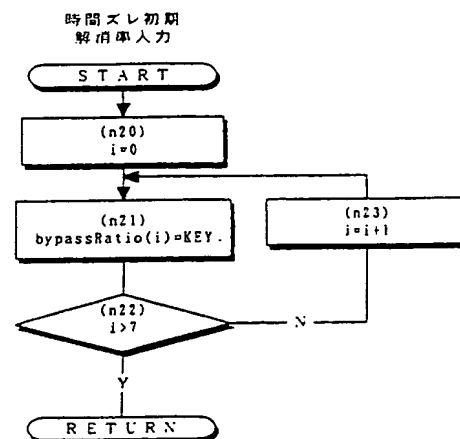 時間ズレ初期
解消率入力
START
(n20)
i=0
(n21)
bypassRatio(i)=KEY.
(n23)
i=i+1
(n22)
i>7
N
Y
RETURN